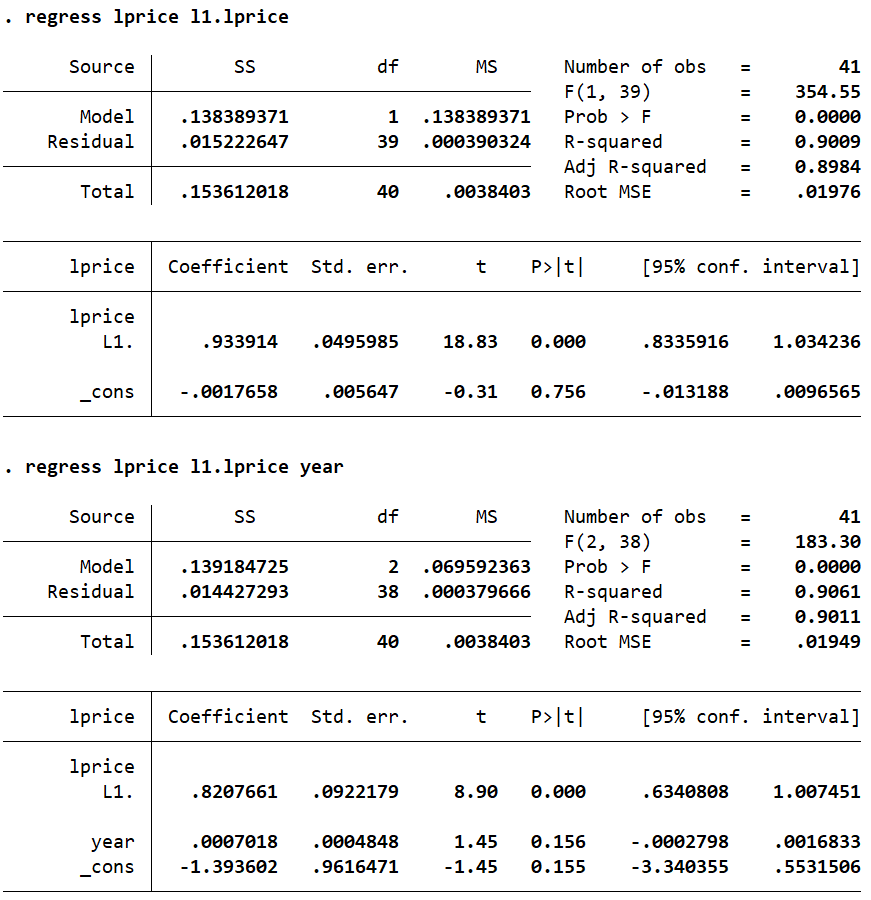 . regress lprice l1.lprice
Source SS df MS Number of obs = 41
F(1, 39) = 354.55
Model .138389371 1 .138389371 Prob > F = 0.0000
Residual .015222647 39 .000390324 R-squared = 0.9009
Adj R-squared = 0.8984
Total .153612018 40 .0038403 Root MSE = .01976
lprice Coefficient Std. err. t P>|t| [95% conf. interval]
lprice
L1. .933914 .0495985 18.83 0.000 .8335916 1.034236
_cons -.0017658 .005647 -0.31 0.756 -.013188 .0096565
. regress lprice l1.lprice year
Source SS df MS Number of obs = 41
F(2, 38) = 183.30
Model .139184725 2 .069592363 Prob > F = 0.0000
Residual .014427293 38 .000379666 R-squared = 0.9061
Adj R-squared = 0.9011
Total .153612018 40 .0038403 Root MSE = .01949
lprice Coefficient Std. err. t P>|t| [95% conf. interval]
lprice
L1. .8207661 .0922179 8.90 0.000 .6340808 1.007451
year .0007018 .0004848 1.45 0.156 -.0002798 .0016833
_cons -1.393602 .9616471 -1.45 0.155 -3.340355 .5531506